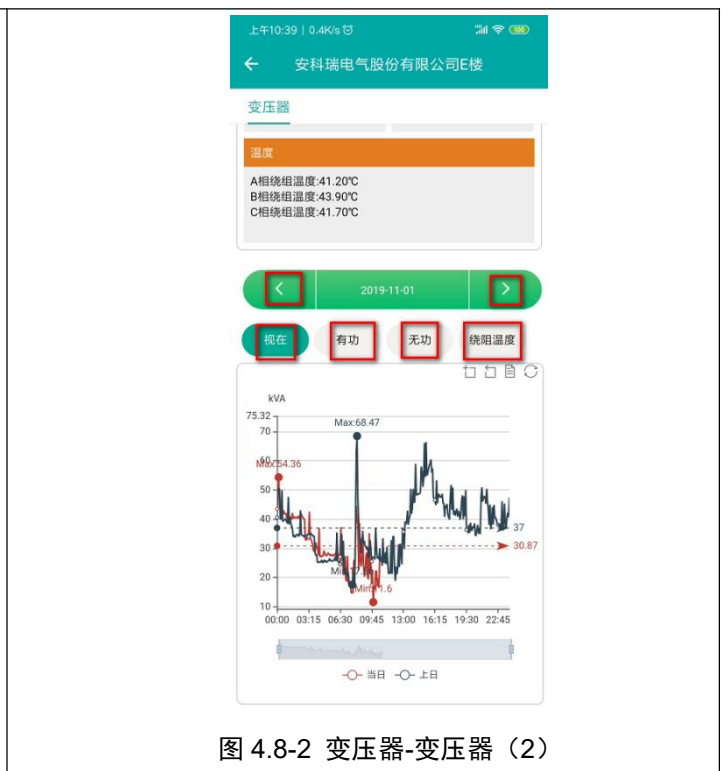 上午10:39 | 0.4K/s
100
安科瑞电气股份有限公司E楼
变压器
温度
A相绕组温度:41.20℃
B相绕组温度:43.90℃
C相绕组温度:41.70℃
2019-11-01
视在 有功 无功 绕阻温度
kVA
75.32
70
60
50
40
30
20
10
Max:68.47
Max:54.36
37
30.87
00:00 03:15 06:30 09:45 13:00 16:15 19:30 22:45
当日 上日
图 4.8-2 变压器-变压器（2）